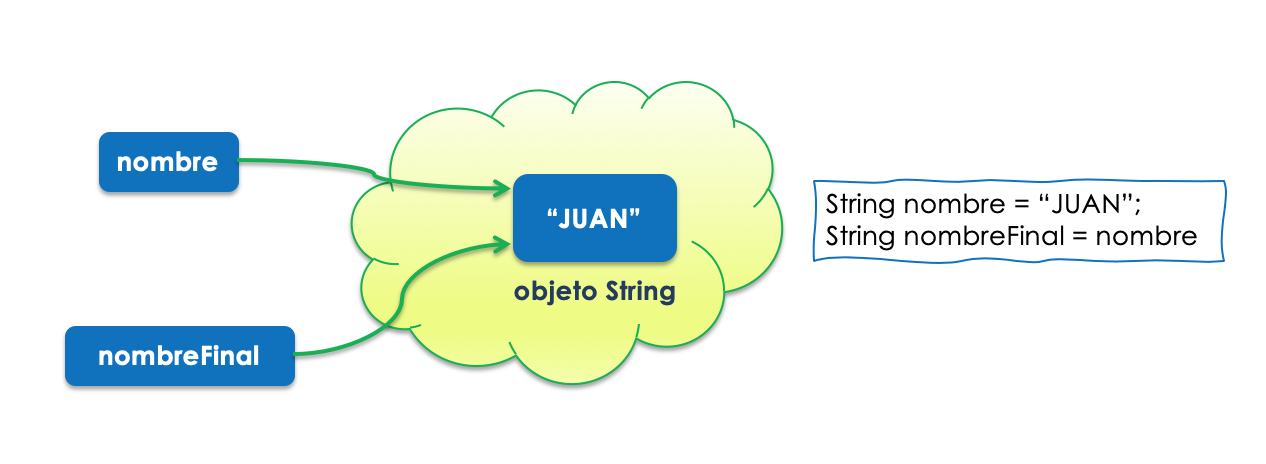 nombre
"JUAN"
objeto String
nombreFinal
String nombre = “JUAN”;
String nombreFinal = nombre